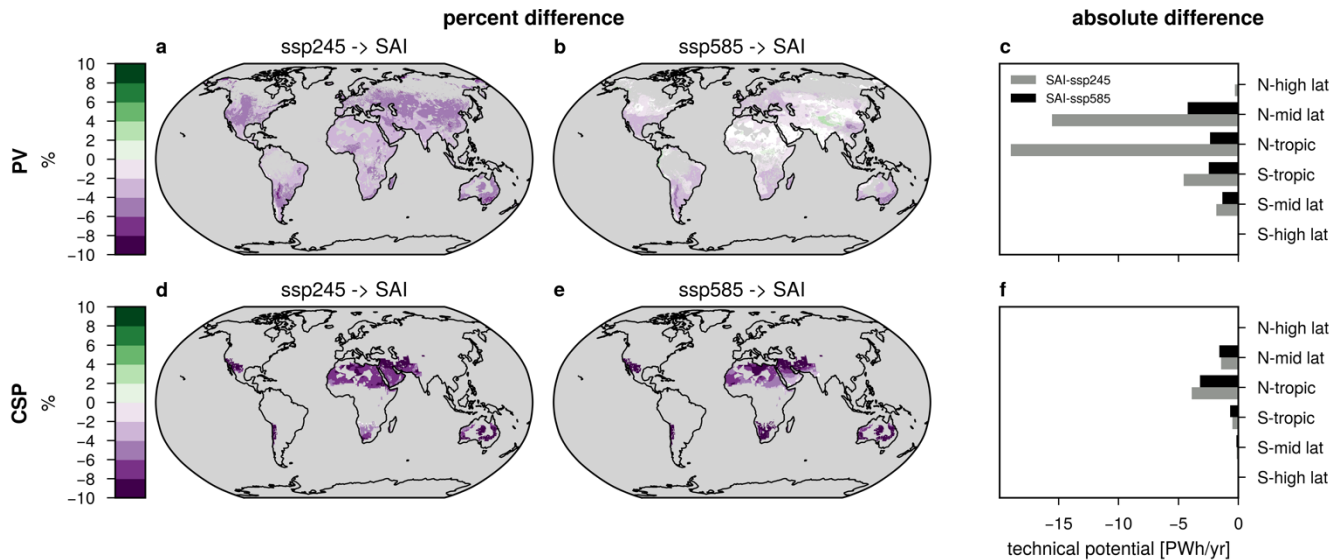 percent difference
absolute difference
a
ssp245 -> SAI
b
ssp585 -> SAI
c
PV
%
10
8
6
4
2
0
−2
−4
−6
−8
−10
SAI-ssp245
SAI-ssp585
N-high lat
N-mid lat
N-tropic
S-tropic
S-mid lat
S-high lat
d
ssp245 -> SAI
e
ssp585 -> SAI
f
CSP
%
10
8
6
4
2
0
−2
−4
−6
−8
−10
N-high lat
N-mid lat
N-tropic
S-tropic
S-mid lat
S-high lat
−15
−10
−5
0
technical potential [PWh/yr]